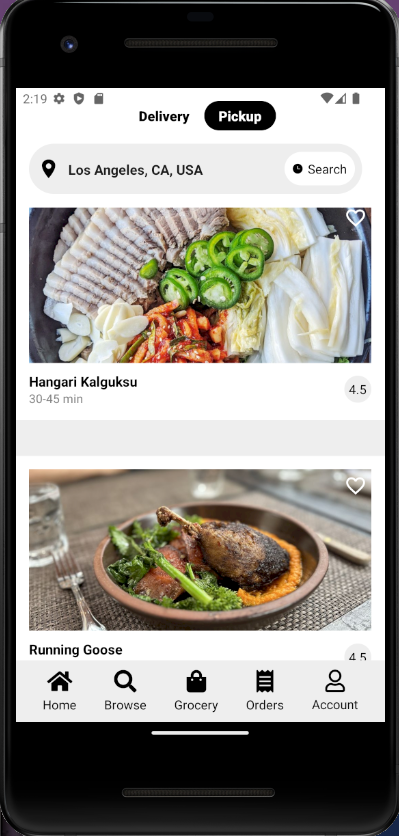 2:19
Delivery Pickup
Los Angeles, CA, USA Search
Hangari Kalguksu
30-45 min
4.5
Running Goose
4.5
Home Browse Grocery Orders Account